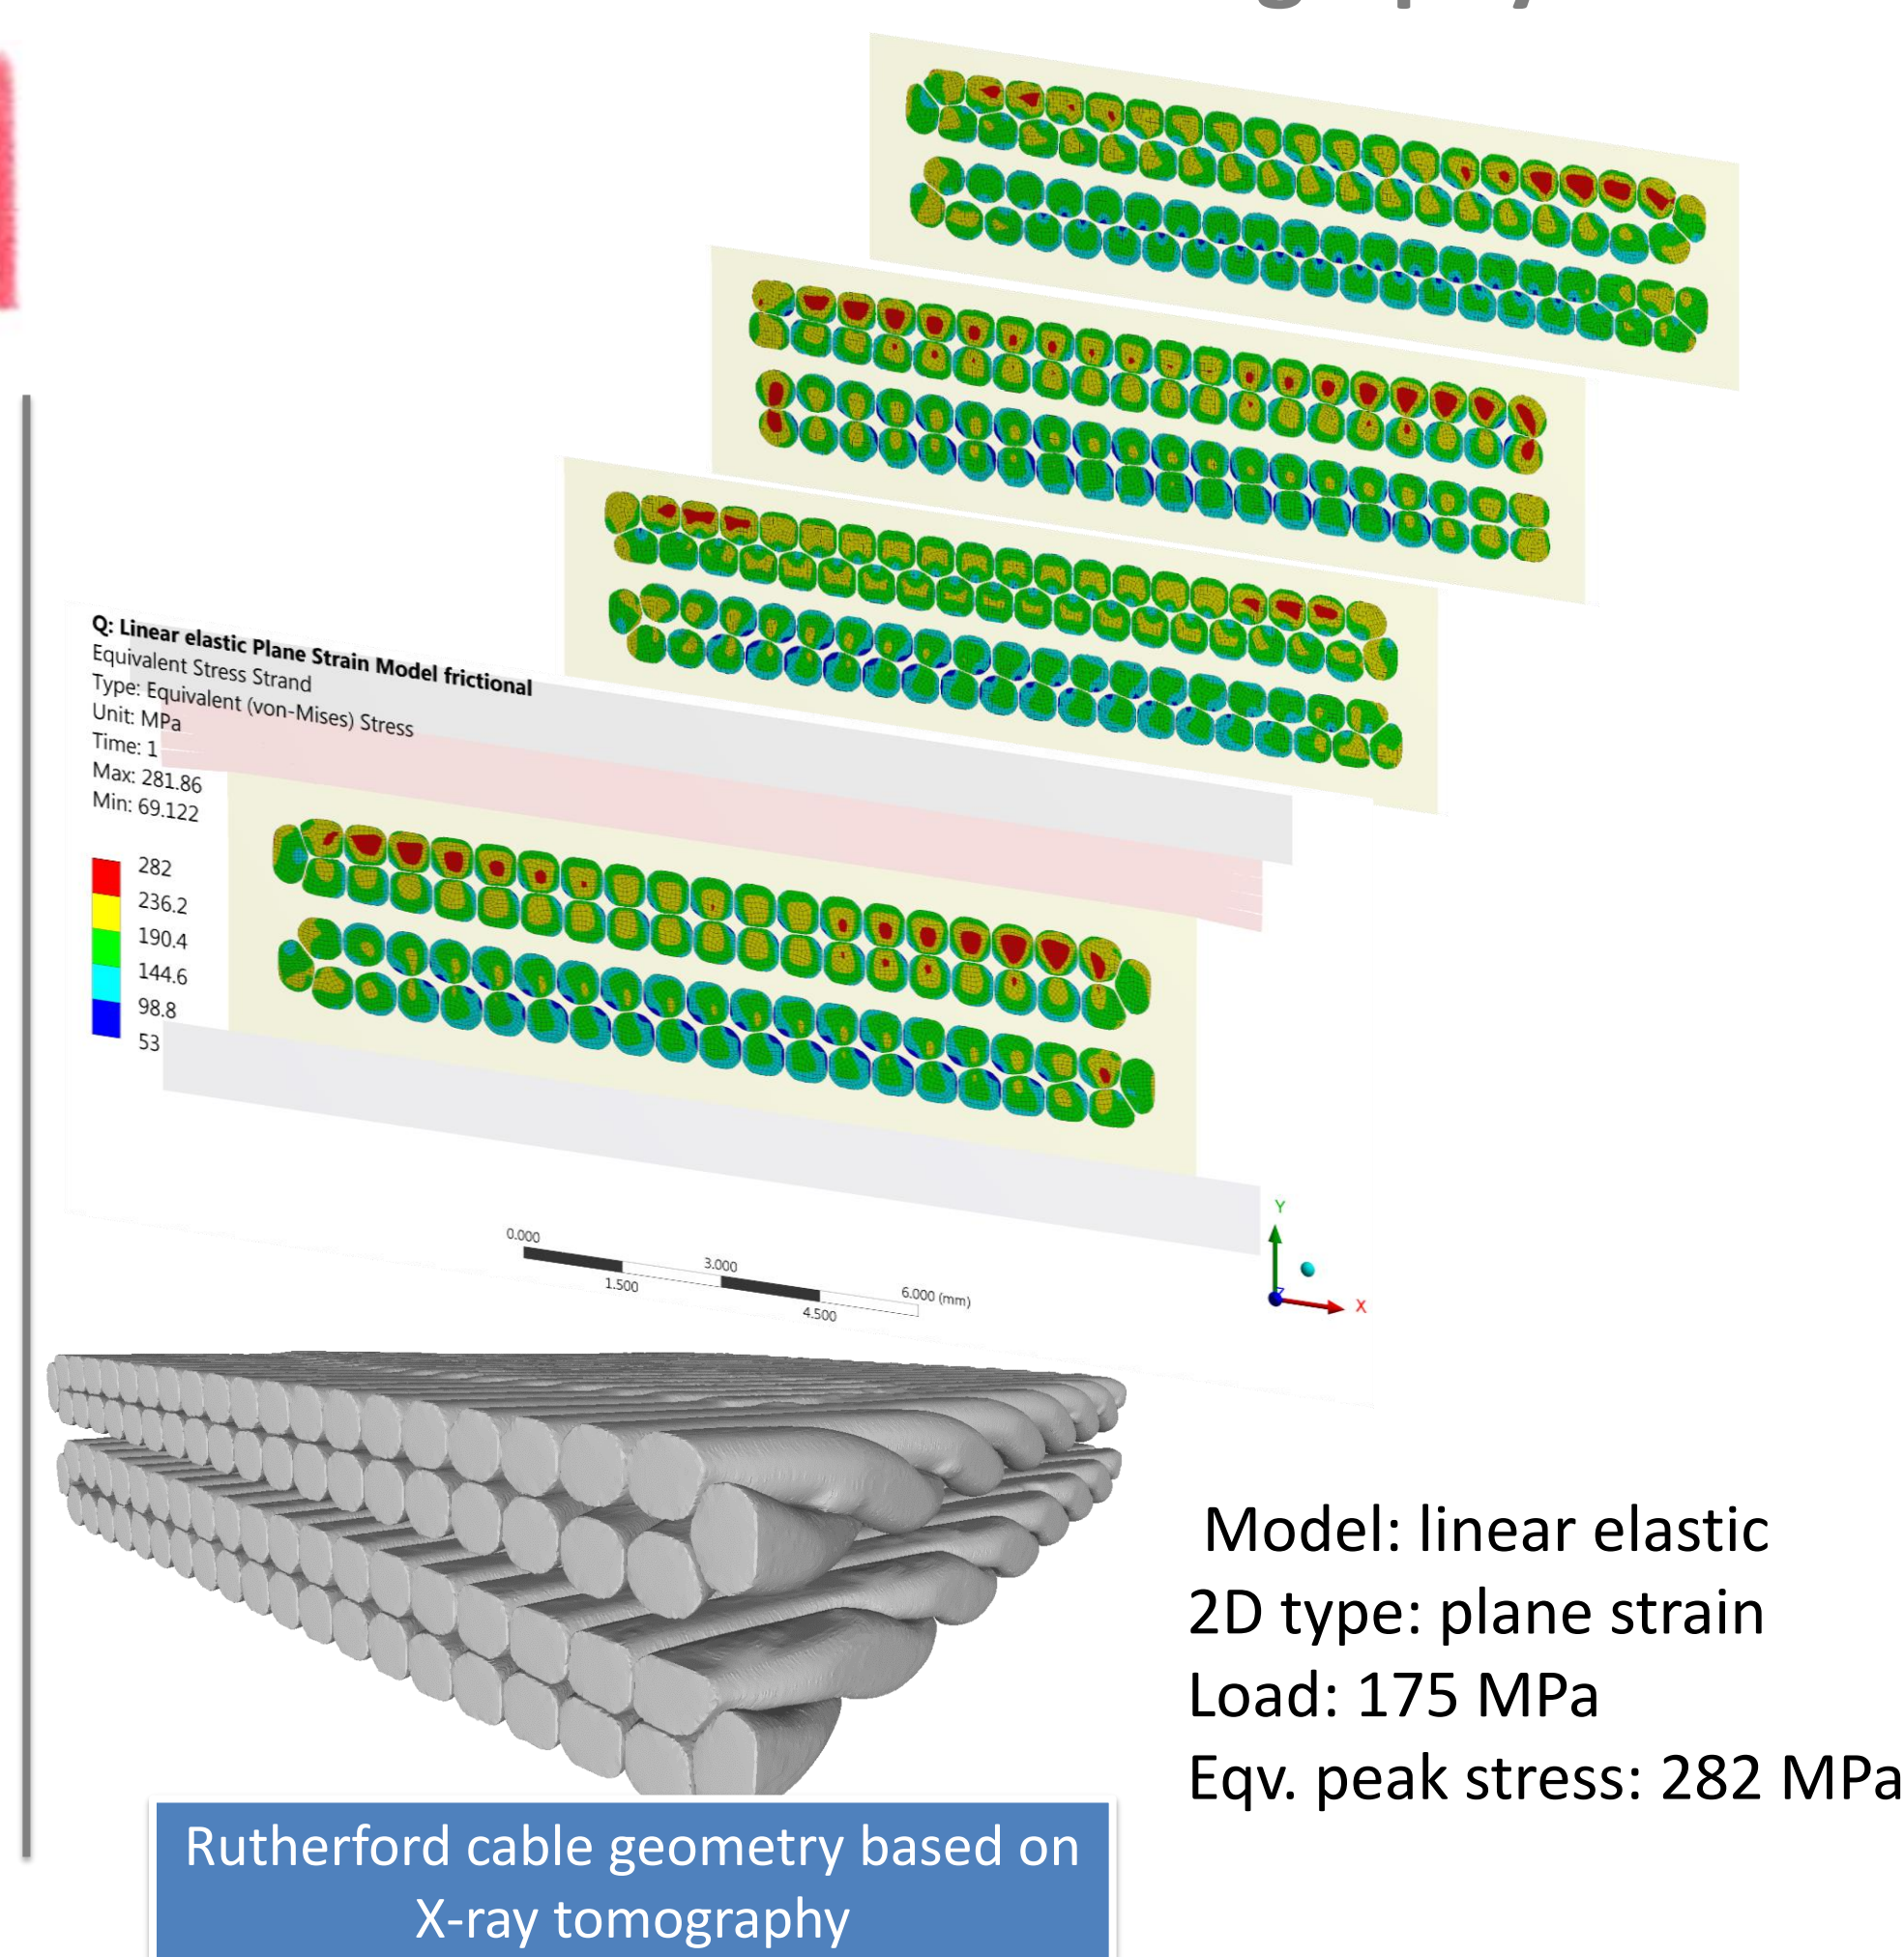 Q: Linear elastic Plane Strain Model frictional
Equivalent Stress Strand
Type: Equivalent (von-Mises) Stress
Unit: MPa
Time: 1
Max: 281.86
Min: 69.122
282
236.2
190.4
144.6
98.8
53
0.000
3.000
6.000 (mm)
1.500
4.500
Y
Z
X
Model: linear elastic
2D type: plane strain
Load: 175 MPa
Eqv. peak stress: 282 MPa
Rutherford cable geometry based on
X-ray tomography